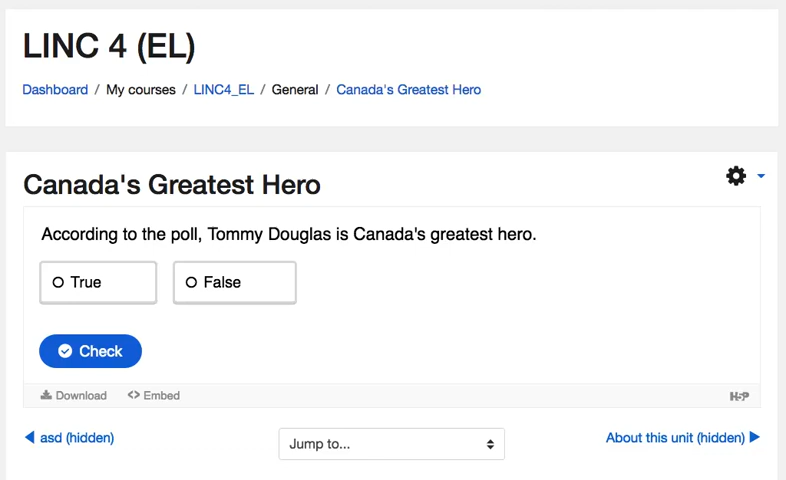 LINC 4 (EL)
Dashboard / My courses / LINC4_EL / General / Canada's Greatest Hero
Canada's Greatest Hero
According to the poll, Tommy Douglas is Canada's greatest hero.
True False
Check
Download <> Embed H5P
asd (hidden) Jump to... About this unit (hidden)